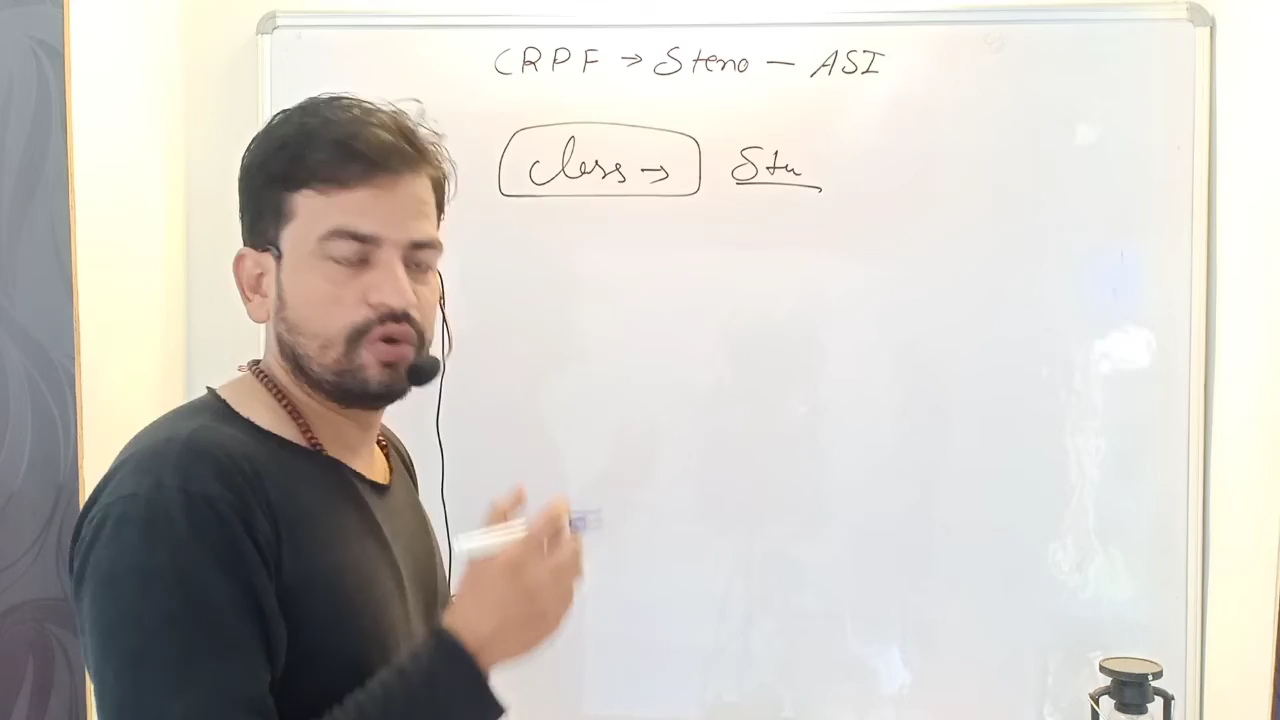 CRPF → Steno - ASI
Class → Stu